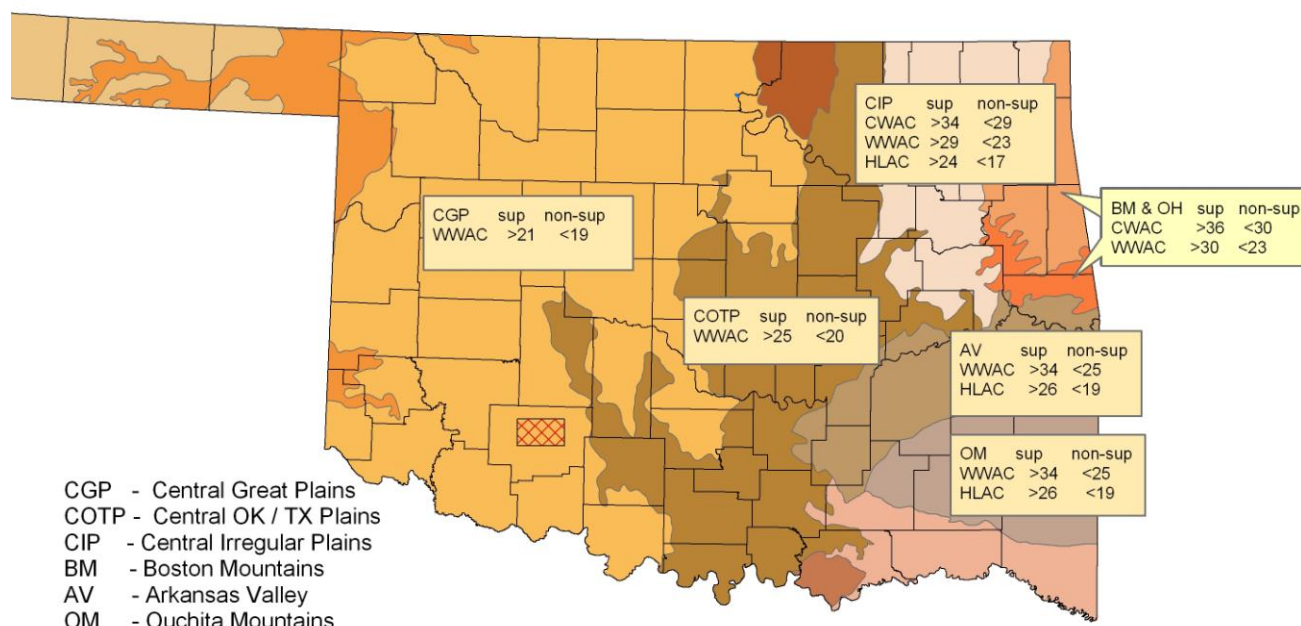 CIP sup non-sup
CWAC >34 <29
WWAC >29 <23
HLAC >24 <17
BM & OH sup non-sup
CWAC >36 <30
WWAC >30 <23
CGP sup non-sup
WWAC >21 <19
COTP sup non-sup
WWAC >25 <20
AV sup non-sup
WWAC >34 <25
HLAC >26 <19
OM sup non-sup
WWAC >34 <25
HLAC >26 <19
CGP - Central Great Plains
COTP - Central OK / TX Plains
CIP - Central Irregular Plains
BM - Boston Mountains
AV - Arkansas Valley
OM - Ouchita Mountains